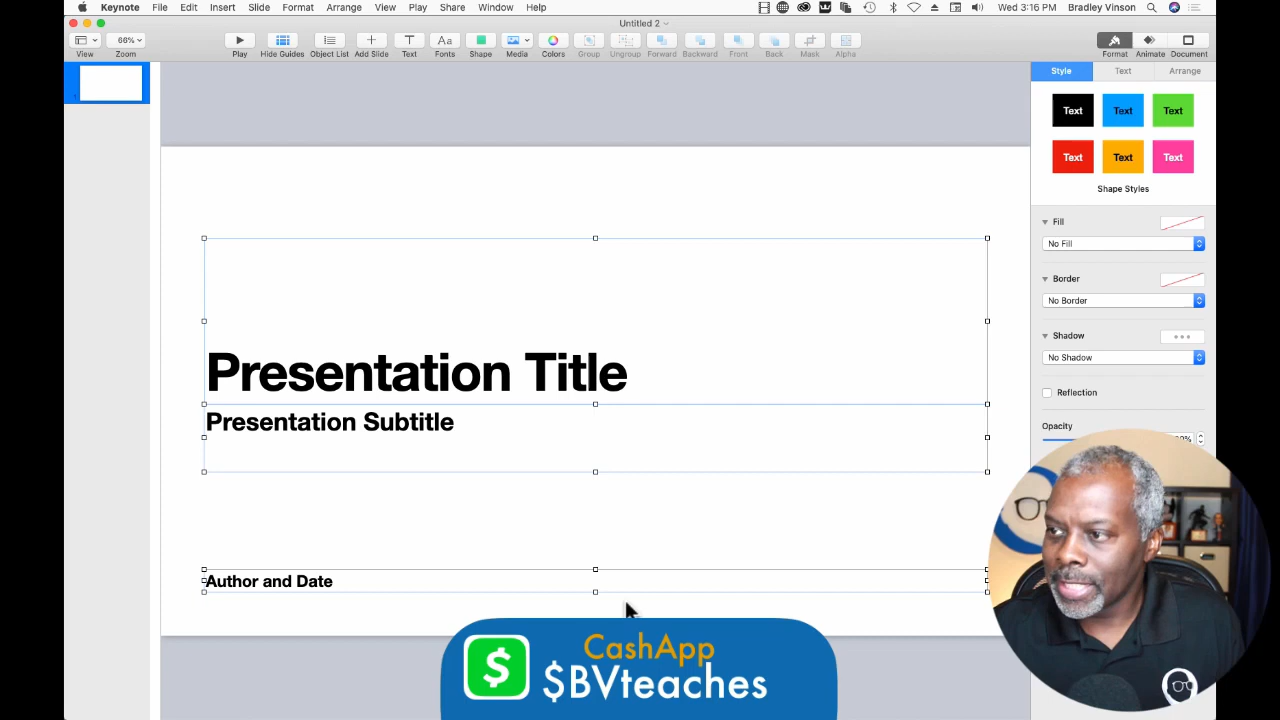 Keynote File Edit Insert Slide Format Arrange View Play Share Window Help Wed 3:16 PM Bradley Vinson
Untitled 2
66%
View Zoom Play Hide Guides Object List Add Slide Text Fonts Shape Media Colors Group Ungroup Forward Backward Front Back Mask Alpha Format Animate Document
Style Text Arrange
Text Text Text
Text Text Text
Shape Styles
Fill
No Fill
Border
No Border
Shadow
No Shadow
Reflection
Opacity
Presentation Title
Presentation Subtitle
Author and Date
CashApp
$BVteaches